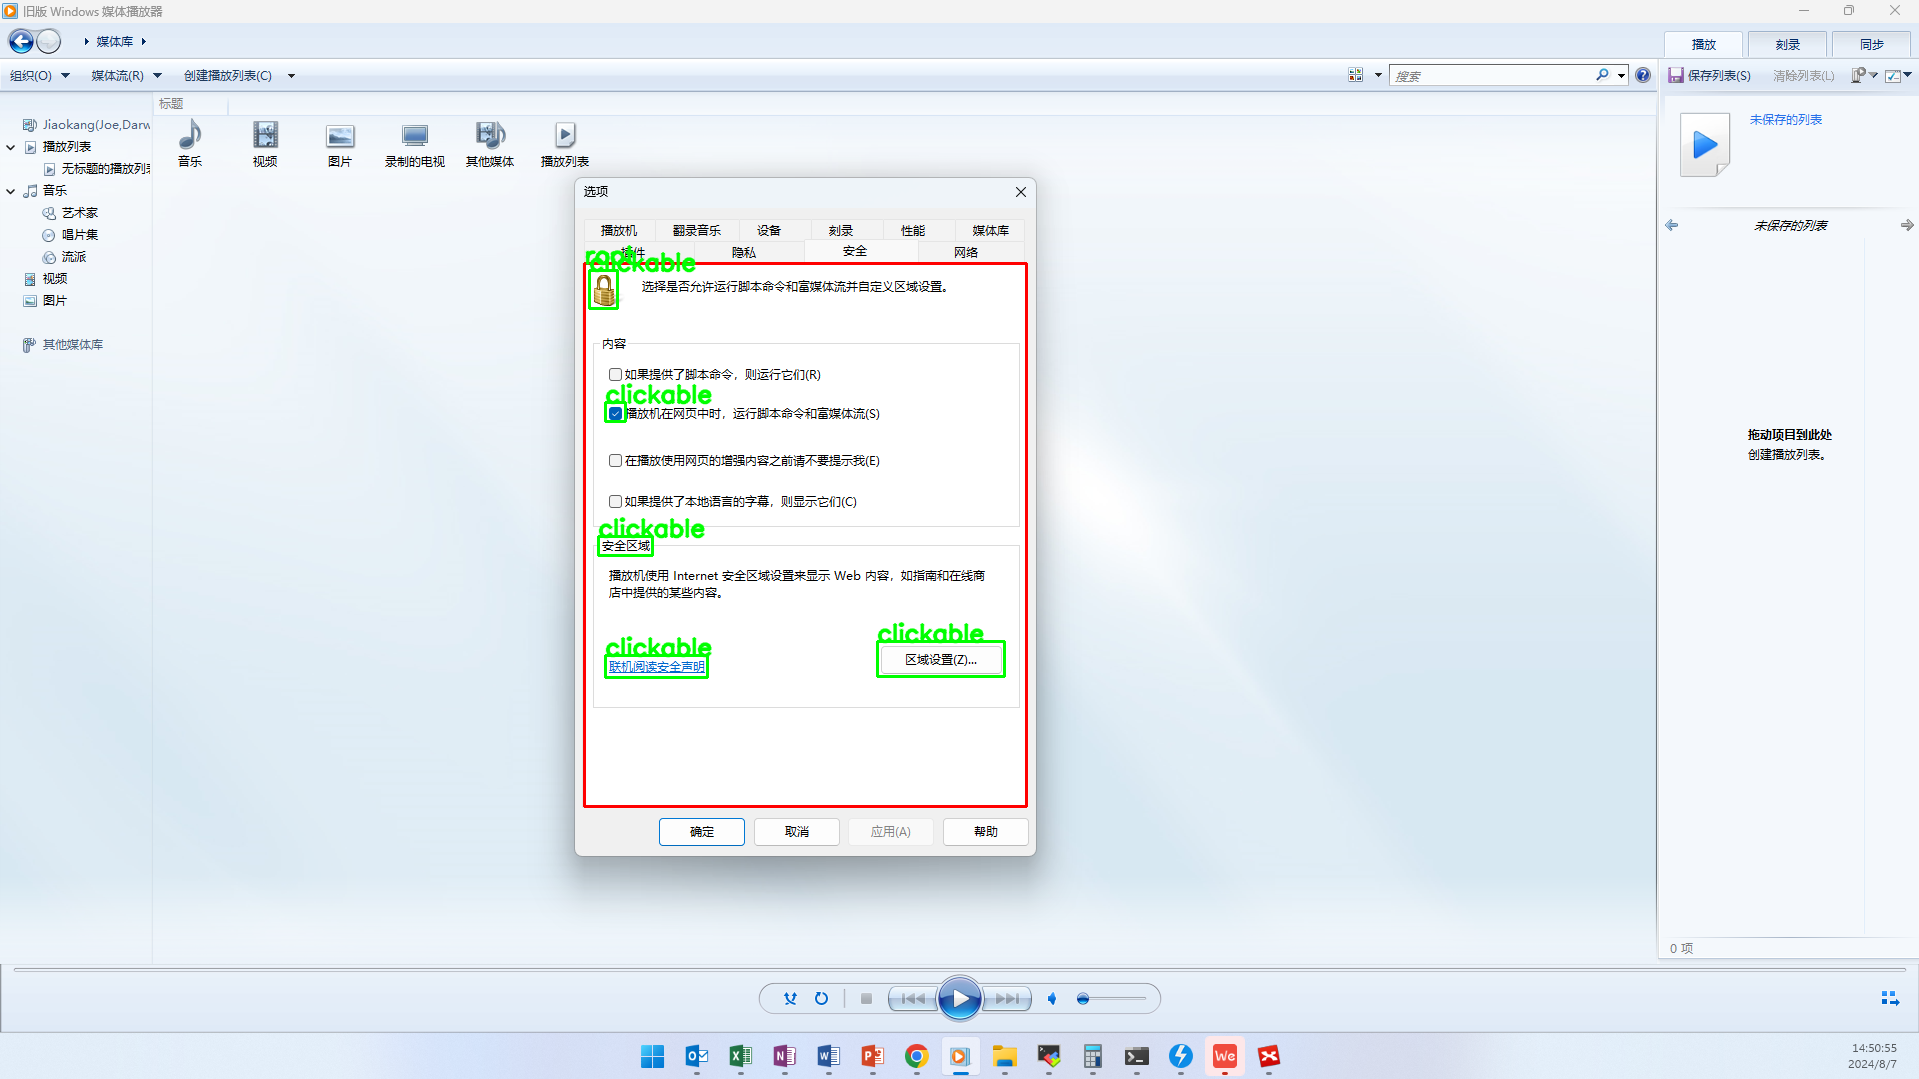 旧版 Windows 媒体播放器
媒体库
播放
刻录
同步
组织(O)
媒体流(R)
创建播放列表(C)
搜索
保存列表(S)
清除列表(L)
标题
Jiaokang(Joe,Darw
播放列表
无标题的播放列
音乐
艺术家
唱片集
流派
视频
图片
其他媒体库
音乐
视频
图片
录制的电视
其他媒体
播放列表
未保存的列表
未保存的列表
拖动项目到此处
创建播放列表。
0 项
选项
播放机
翻录音乐
设备
刻录
性能
媒体库
隐私
安全
网络
clickable
选择是否允许运行脚本命令和富媒体流并自定义区域设置。
内容
如果提供了脚本命令，则运行它们(R)
clickable
播放机在网页中时，运行脚本命令和富媒体流(S)
在播放使用网页的增强内容之前请不要提示我(E)
如果提供了本地语言的字幕，则显示它们(C)
clickable
安全区域
播放机使用 Internet 安全区域设置来显示 Web 内容，如指南和在线商
店中提供的某些内容。
clickable
联机阅读安全声明
clickable
区域设置(Z)...
确定
取消
应用(A)
帮助
We
14:50:55
2024/8/7